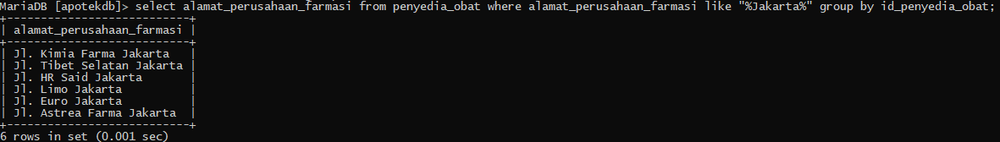 MariaDB [apotekdb]> select alamat_perusahaan_farmasi from penyedia_obat where alamat_perusahaan_farmasi like "%Jakarta%" group by id_penyedia_obat;
+---------------------------+
| alamat_perusahaan_farmasi |
+---------------------------+
| Jl. Kimia Farma Jakarta   |
| Jl. Tibet Selatan Jakarta |
| Jl. HR Said Jakarta       |
| Jl. Limo Jakarta          |
| Jl. Euro Jakarta          |
| Jl. Astrea Farma Jakarta  |
+---------------------------+
6 rows in set (0.001 sec)